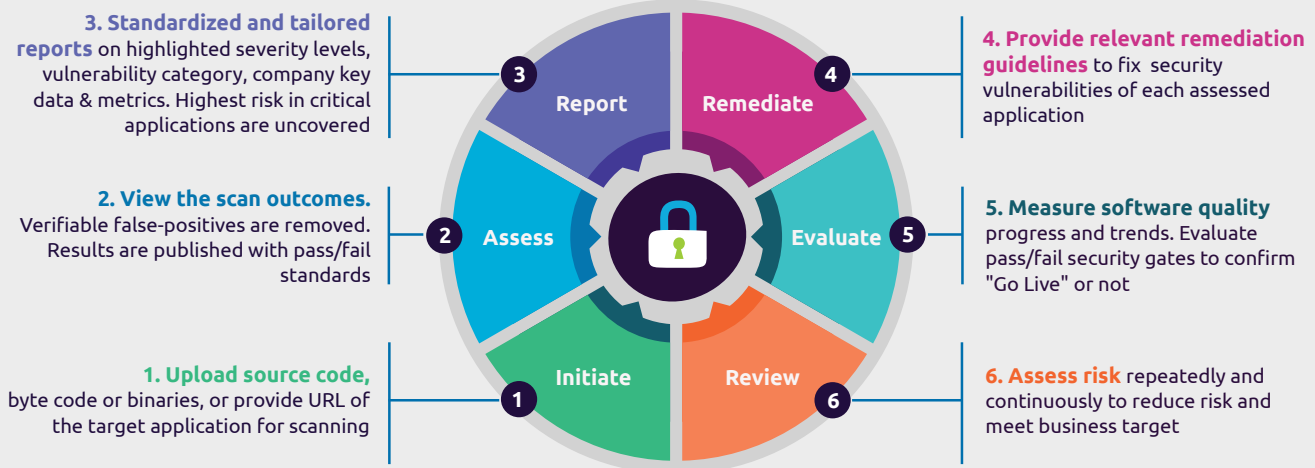 3. Standardized and tailored
reports on highlighted severity levels,
vulnerability category, company key
data & metrics. Highest risk in critical
applications are uncovered
2. View the scan outcomes.
Verifiable false-positives are removed.
Results are published with pass/fail
standards
1. Upload source code,
byte code or binaries, or provide URL of
the target application for scanning
3
Report
4
Remediate
2
Assess
Evaluate
5
1
Initiate
Review
6
4. Provide relevant remediation
guidelines to fix security
vulnerabilities of each assessed
application
5. Measure software quality
progress and trends. Evaluate
pass/fail security gates to confirm
"Go Live" or not
6. Assess risk repeatedly and
continuously to reduce risk and
meet business target